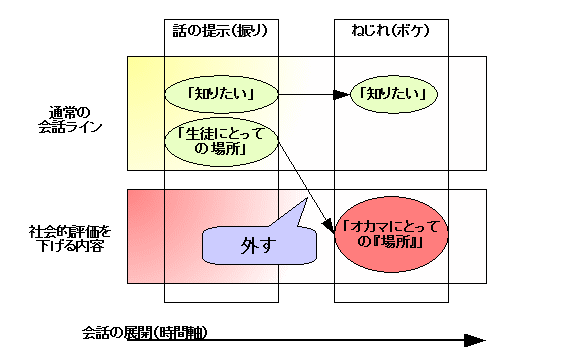 話の提示(振り)
ねじれ(ボケ)
通常の
会話ライン
「知りたい」
「知りたい」
「生徒にとって
の 場所」
社会的評価を
下げる内容
外す
「オカマにとって
の『場所』」
会話の展開(時間軸)